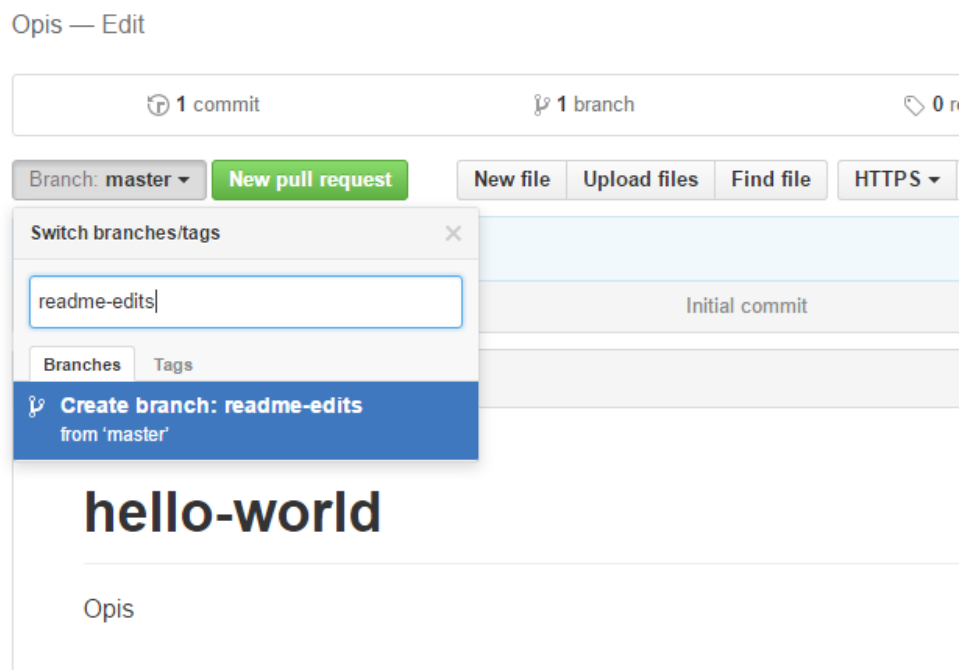 Opis — Edit
1 commit 1 branch 0
Branch: master New pull request New file Upload files Find file HTTPS
Switch branches/tags
readme-edits
Initial commit
Branches Tags
Create branch: readme-edits
from ‘master’
hello-world
Opis